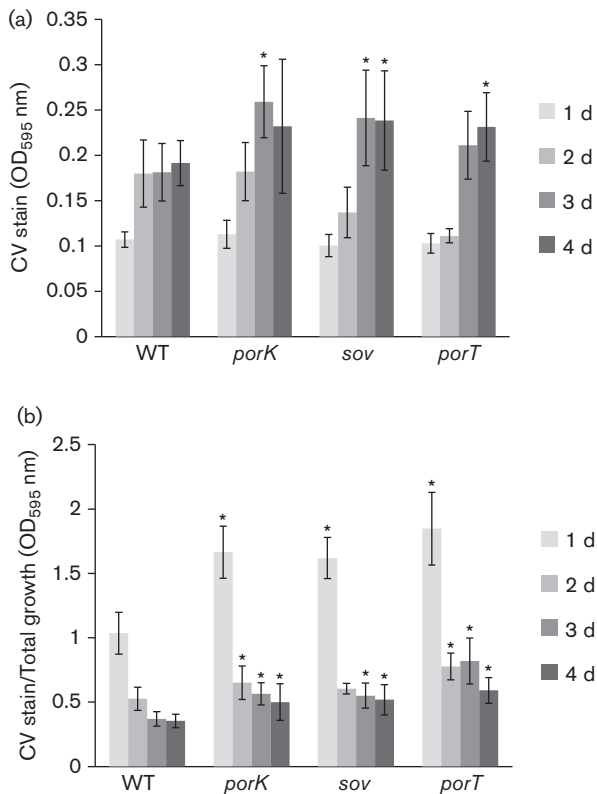 (a)
CV stain (OD595 nm)
0.35
0.3
0.25
0.2
0.15
0.1
0.05
0
*
* *
*
WT porK sov porT
1 d
2 d
3 d
4 d
(b)
CV stain/Total growth (OD595 nm)
2.5
2
1.5
1
0.5
0
*
* * *
*
* *
*
* * *
WT porK sov porT
1 d
2 d
3 d
4 d